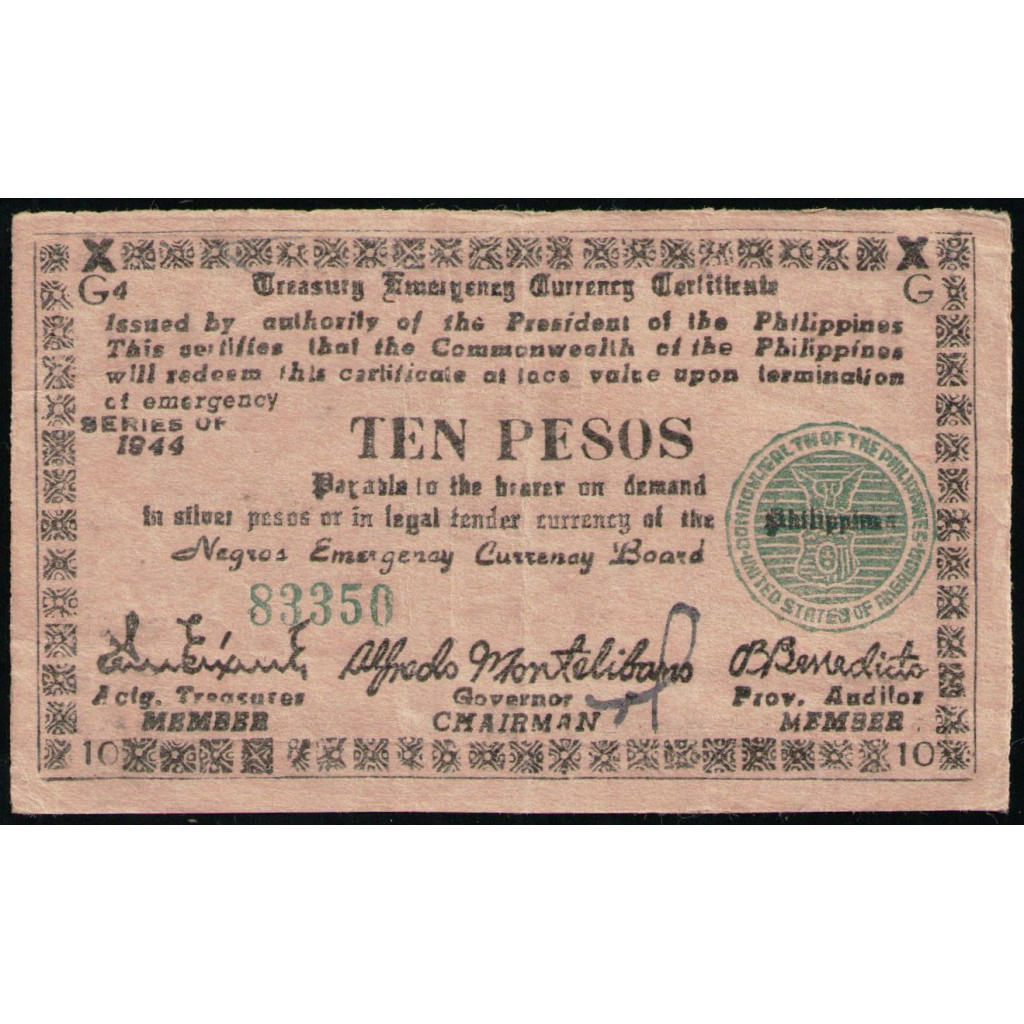 X X
G4 G
Treasury Emergency Currency Certificate
Issued by authority of the President of the Philippines
This certifies that the Commonwealth of the Philippines
will redeem this certificate at face value upon termination
of emergency
SERIES OF
1944
TEN PESOS
Payable to the bearer on demand
In silver pesos or in legal tender currency of the Philippines
Negros Emergency Currency Board
COMMONWEALTH OF THE PHILIPPINES
UNITED STATES OF AMERICA
83350
Alfredo Montelibano B Benedicto
Actg. Treasurer Governor Prov. Auditor
MEMBER CHAIRMAN MEMBER
10 10